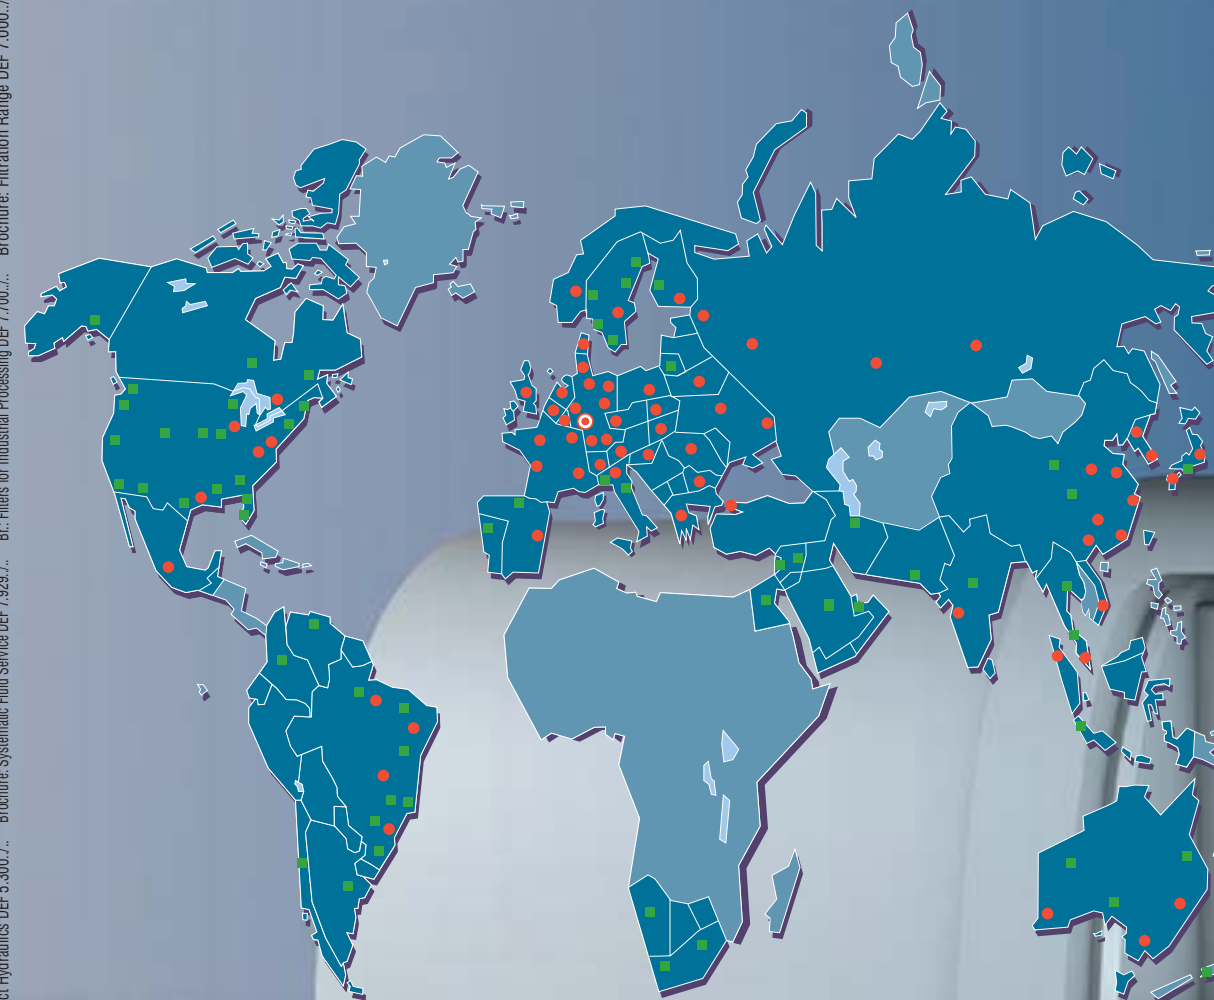 ct Hydraulics DEF 5.300./.. Brochure: Systematic Fluid Service DEF 7.929./.. Br.: Filters for Industrial Processing DEF 7.700./.. Brochure: Filtration Range DEF 7.000./